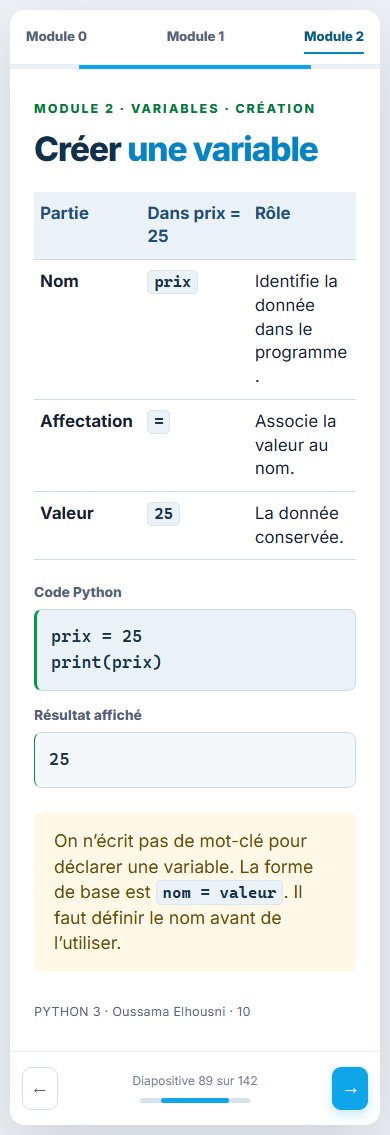 Module 0 Module 1 Module 2
MODULE 2 · VARIABLES · CRÉATION
Créer une variable
Partie Dans prix = 25 Rôle
Nom prix Identifie la donnée dans le programme.
Affectation = Associe la valeur au nom.
Valeur 25 La donnée conservée.
Code Python
prix = 25
print(prix)
Résultat affiché
25
On n’écrit pas de mot-clé pour
déclarer une variable. La forme
de base est nom = valeur. Il
faut définir le nom avant de
l’utiliser.
PYTHON 3 · Oussama Elhousni · 10
← Diapositive 89 sur 142 →